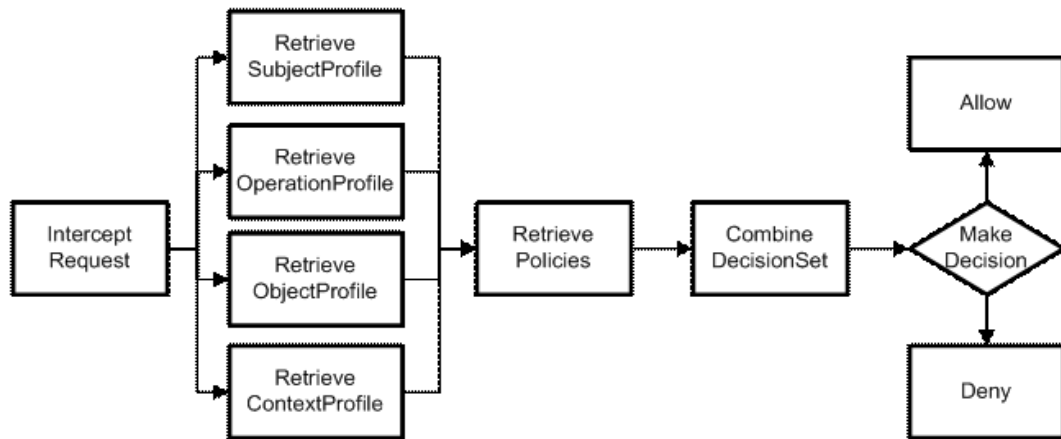 Intercept
Request
Retrieve
SubjectProfile
Retrieve
OperationProfile
Retrieve
ObjectProfile
Retrieve
ContextProfile
Retrieve
Policies
Combine
DecisionSet
Make
Decision
Allow
Deny